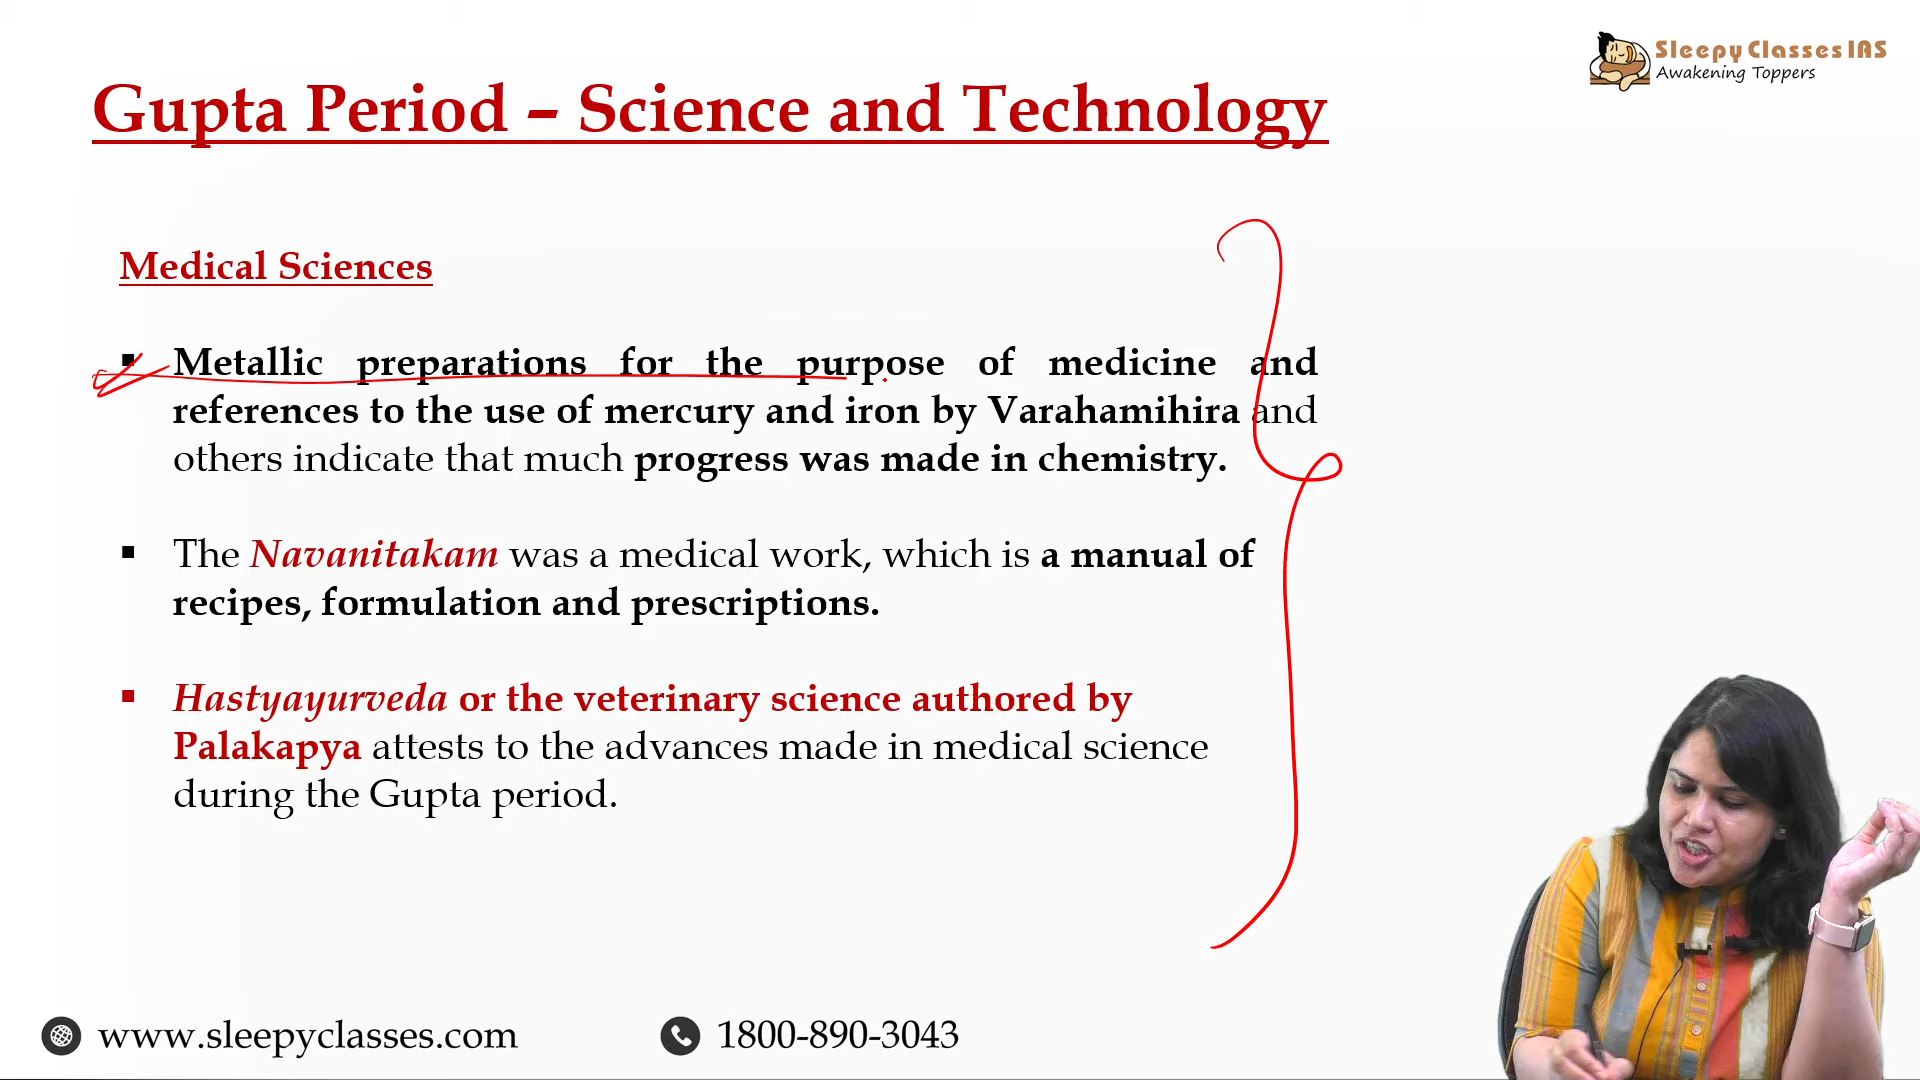 Sleepy Classes IAS
Awakening Toppers
Gupta Period – Science and Technology
Medical Sciences
▪ Metallic preparations for the purpose of medicine and
references to the use of mercury and iron by Varahamihira and
others indicate that much progress was made in chemistry.
▪ The Navanitakam was a medical work, which is a manual of
recipes, formulation and prescriptions.
▪ Hastyayurveda or the veterinary science authored by
Palakapya attests to the advances made in medical science
during the Gupta period.
www.sleepyclasses.com
1800-890-3043